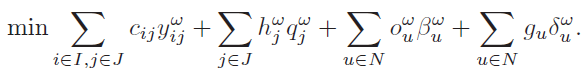 min ∑_{i∈I,j∈J} c_{ij} y_{ij}^ω + ∑_{j∈J} h_j^ω q_j^ω + ∑_{u∈N} o_u^ω β_u^ω + ∑_{u∈N} g_u δ_u^ω.